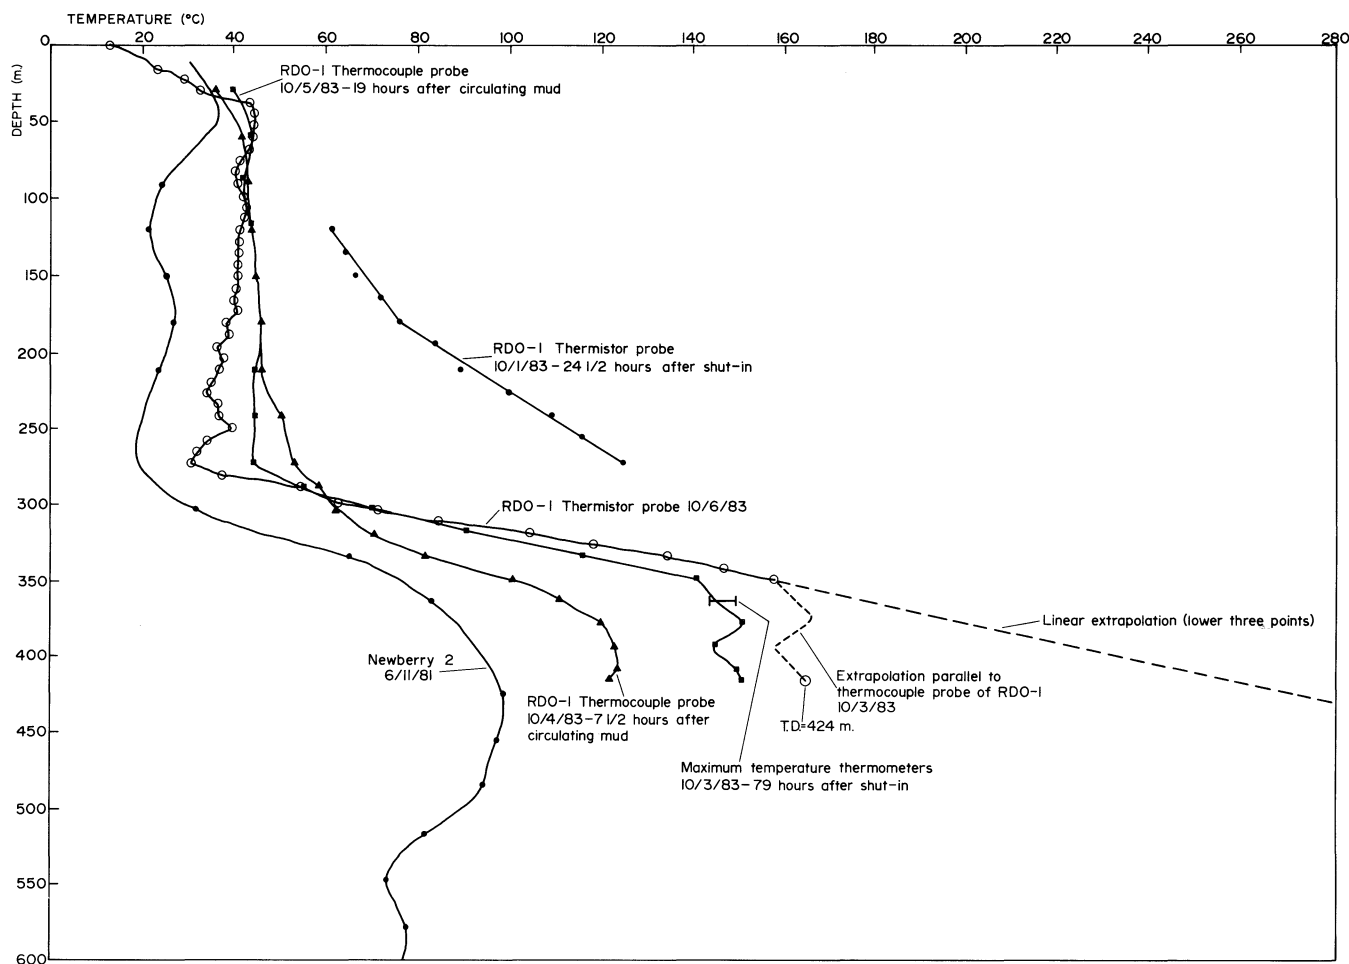 TEMPERATURE (°C)
0 20 40 60 80 100 120 140 160 180 200 220 240 260 280
DEPTH (m.)
50
100
150
200
250
300
350
400
450
500
550
600
RDO-1 Thermocouple probe
10/5/83-19 hours after circulating mud
RDO-1 Thermistor probe
10/1/83-24 1/2 hours after shut-in
RDO-1 Thermistor probe 10/6/83
Linear extrapolation (lower three points)
Newberry 2
6/11/81
Extrapolation parallel to
thermocouple probe of RDO-1
10/3/83
RDO-1 Thermocouple probe
10/4/83-7 1/2 hours after
circulating mud
T.D.=424 m.
Maximum temperature thermometers
10/3/83-79 hours after shut-in